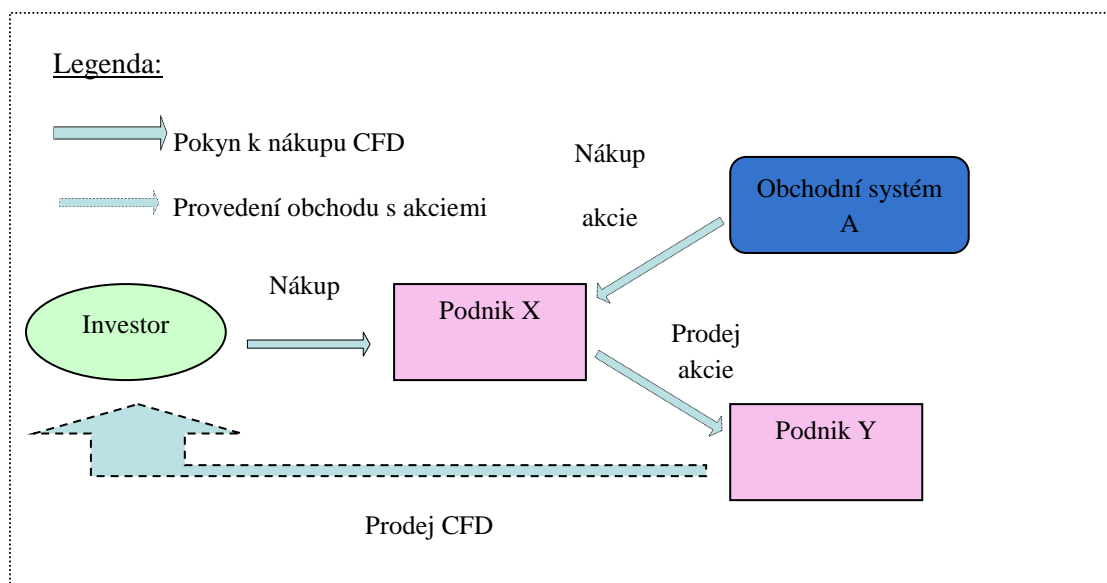 Legenda:
Pokyn k nákupu CFD
Provedení obchodu s akciemi
Nákup
akcie
Obchodní systém
A
Nákup
Investor
Podnik X
Prodej
akcie
Podnik Y
Prodej CFD